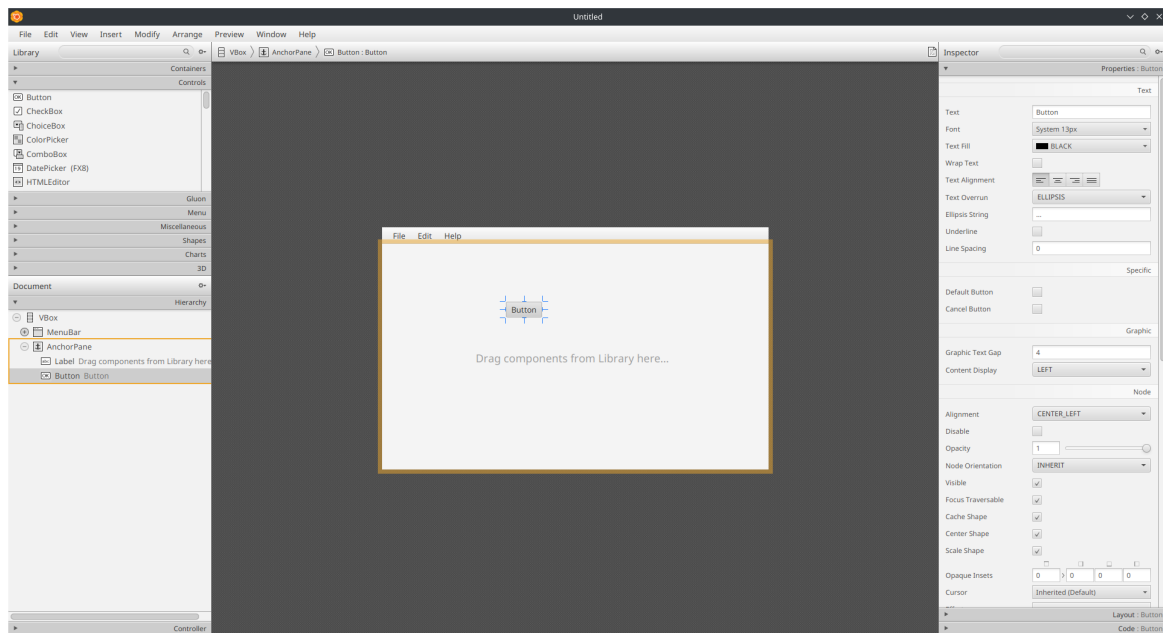 Untitled
File Edit View Insert Modify Arrange Preview Window Help
Library
VBox AnchorPane OK Button : Button
Inspector
Containers
Controls
OK Button
CheckBox
ChoiceBox
ColorPicker
ComboBox
DatePicker (FX8)
HTMLEditor
Gluon
Menu
Miscellaneous
Shapes
Charts
3D
Document
Hierarchy
VBox
MenuBar
AnchorPane
Label Drag components from Library here
OK Button Button
Controller
File Edit Help
Button
Drag components from Library here...
Properties : Button
Text
Text Button
Font System 13px
Text Fill BLACK
Wrap Text
Text Alignment
Text Overrun ELLIPSIS
Ellipsis String ...
Underline
Line Spacing 0
Specific
Default Button
Cancel Button
Graphic
Graphic Text Gap 4
Content Display LEFT
Node
Alignment CENTER_LEFT
Disable
Opacity 1
Node Orientation INHERIT
Visible
Focus Traversable
Cache Shape
Center Shape
Scale Shape
Opaque Insets 0 0 0 0
Cursor Inherited (Default)
Layout : Button
Code : Button